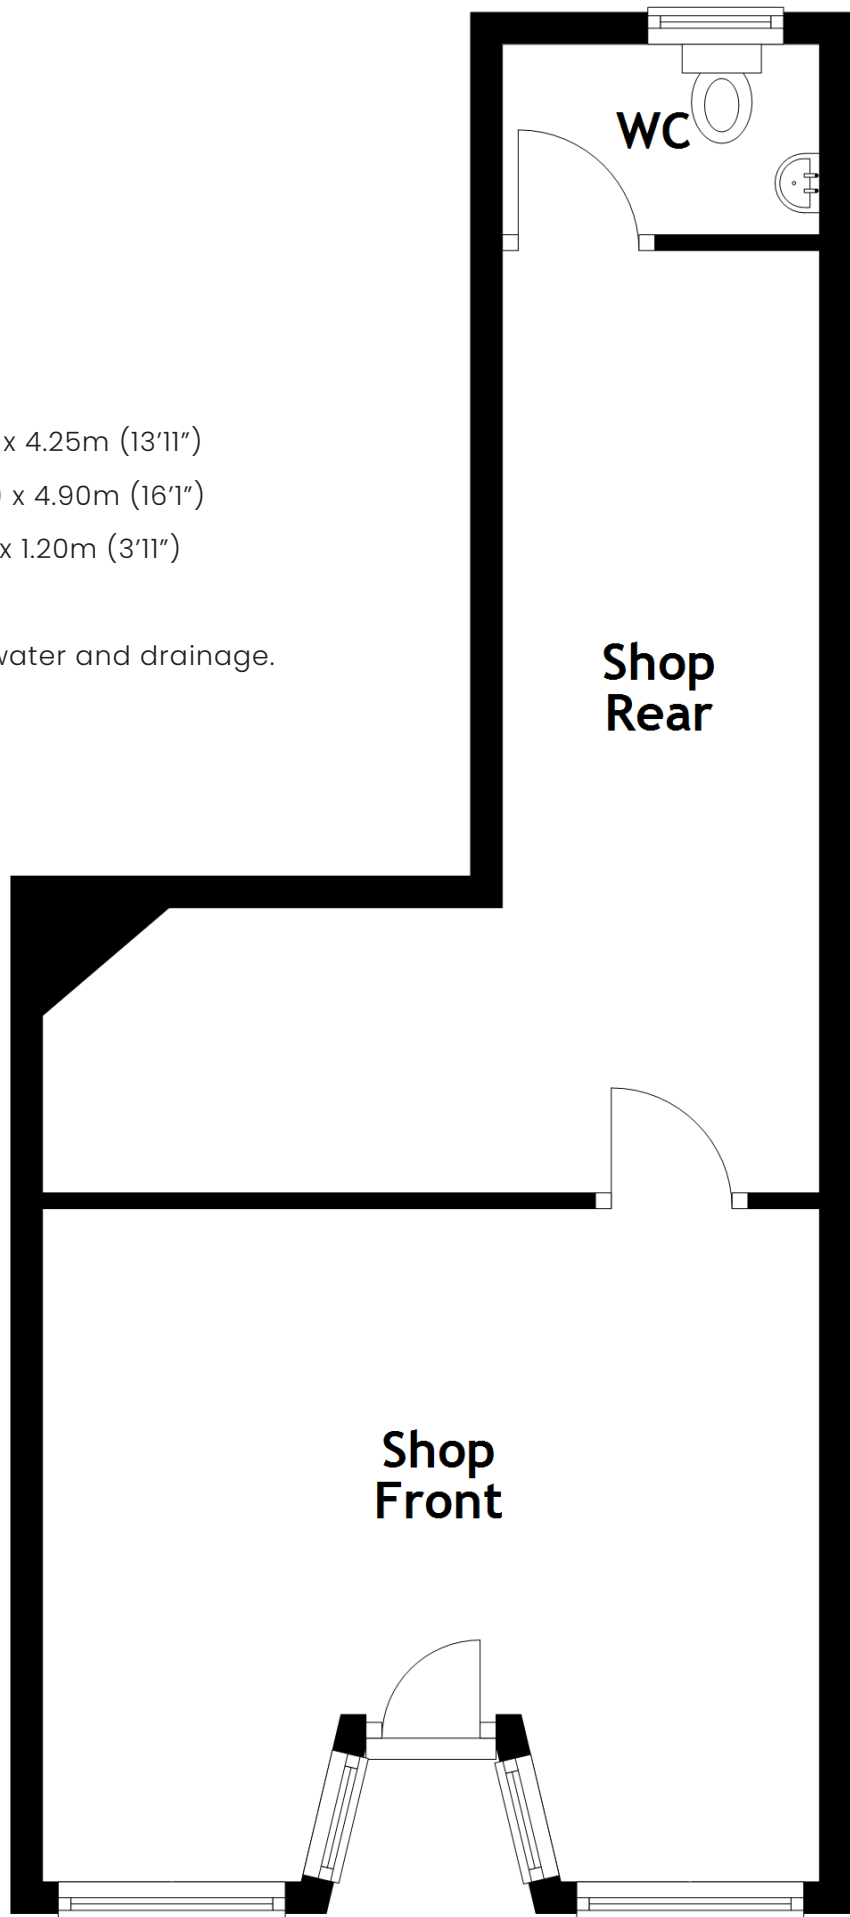 WC
x 4.25m (13’11”)
x 4.90m (16’1”)
x 1.20m (3’11”)
water and drainage.
Shop
Rear
Shop
Front